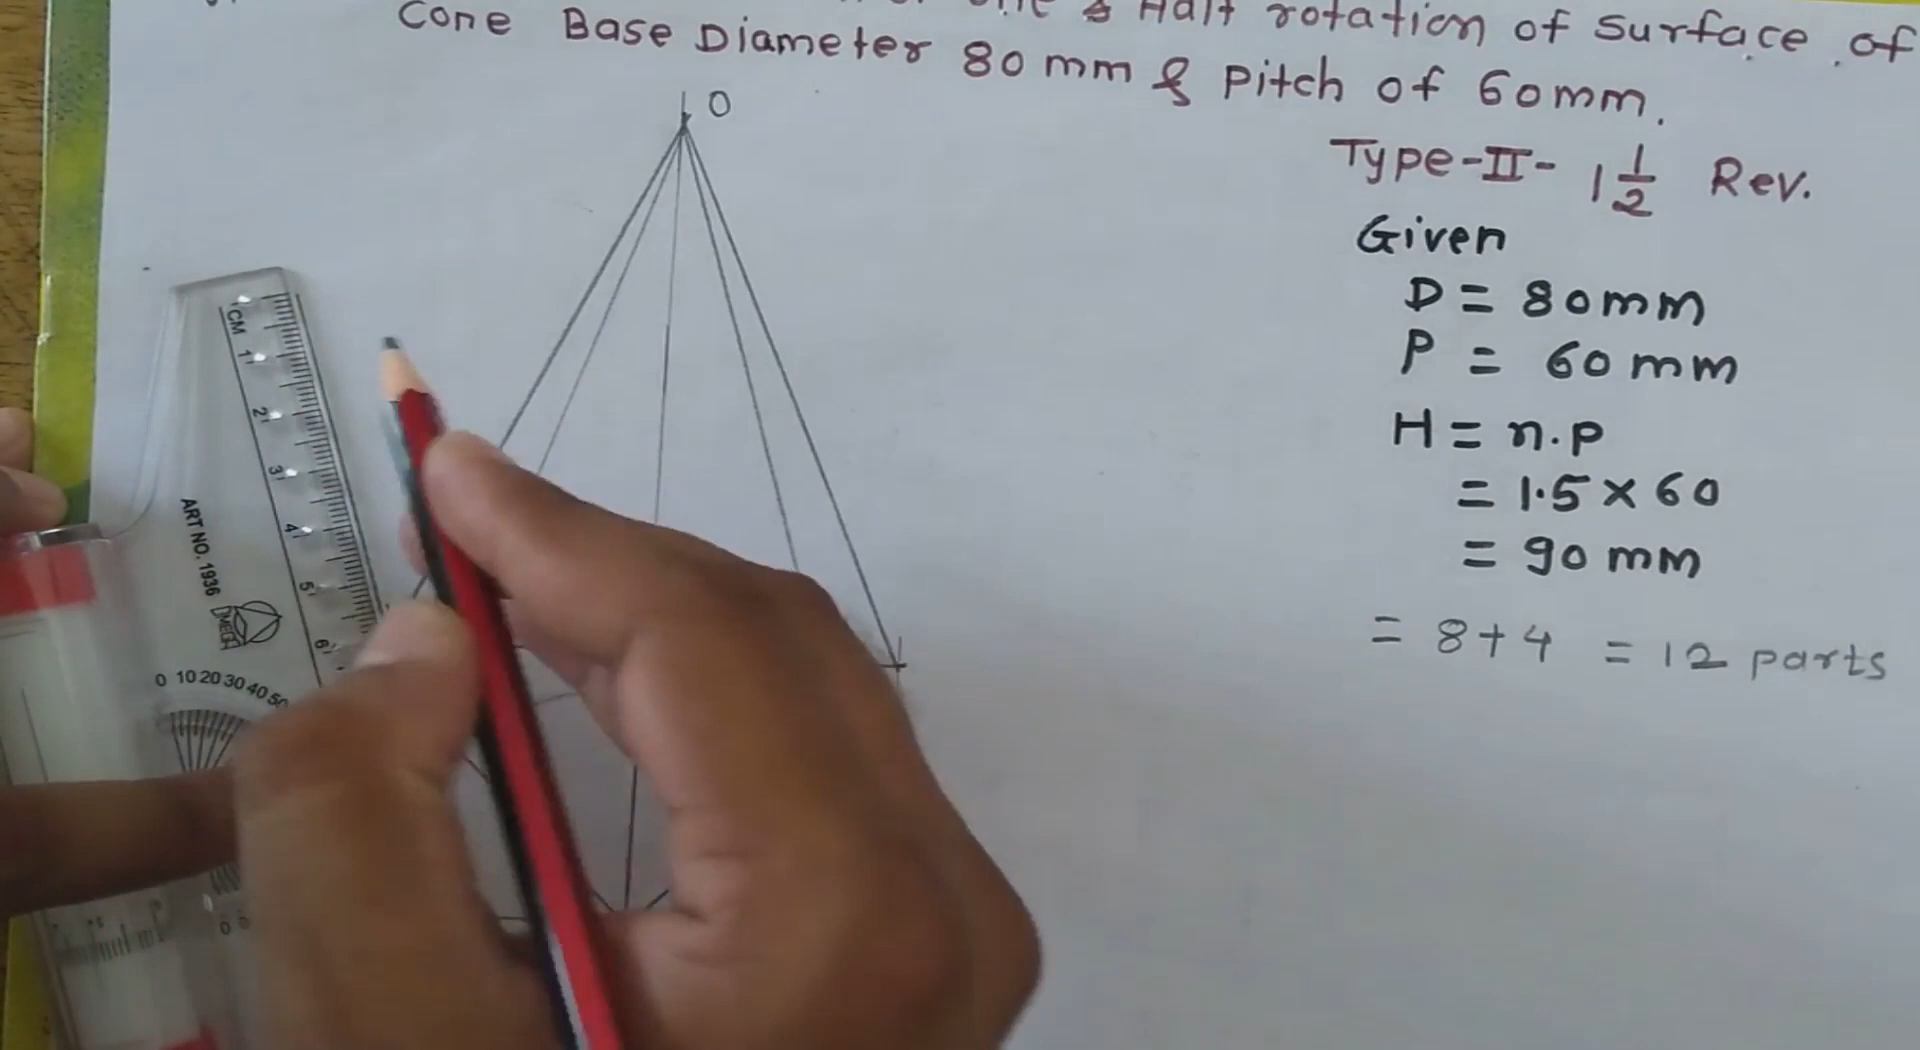 Half rotation of surface of
Cone Base Diameter 80 mm & Pitch of 60mm.
O
Type-II- 1 1/2 Rev.
Given
D = 80mm
P = 60 mm
H = n.p
= 1.5 x 60
= 90 mm
= 8+4 = 12 parts
CM 1 2 3 4 5 6
ART NO. 1936
OMEGA
0 10 20 30 40 50